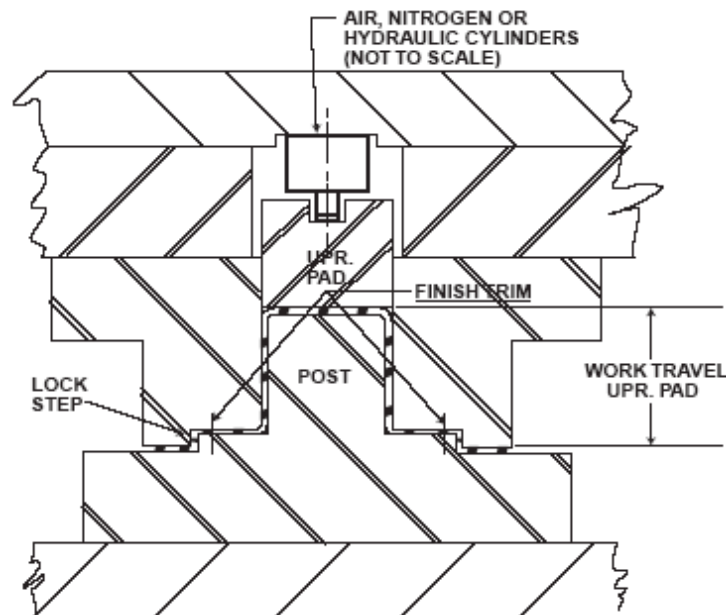 AIR, NITROGEN OR
HYDRAULIC CYLINDERS
(NOT TO SCALE)
UPR.
PAD
FINISH TRIM
POST
LOCK
STEP
WORK TRAVEL
UPR. PAD